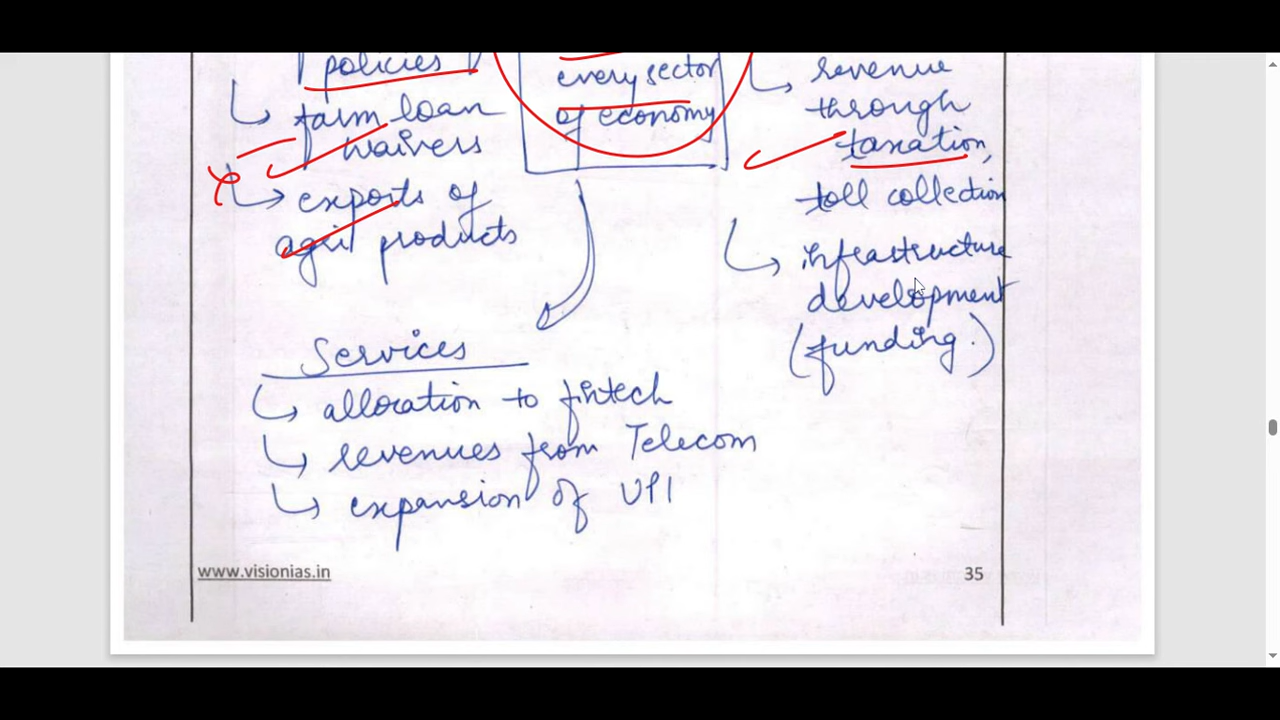 policies
farm loan
waivers
exports of
agril products
every sector
of economy
revenue
through
taxation,
toll collection
infrastructure
development
(funding.)
Services
allocation to fintech
revenues from Telecom
expansion of UPI
www.visionias.in
35